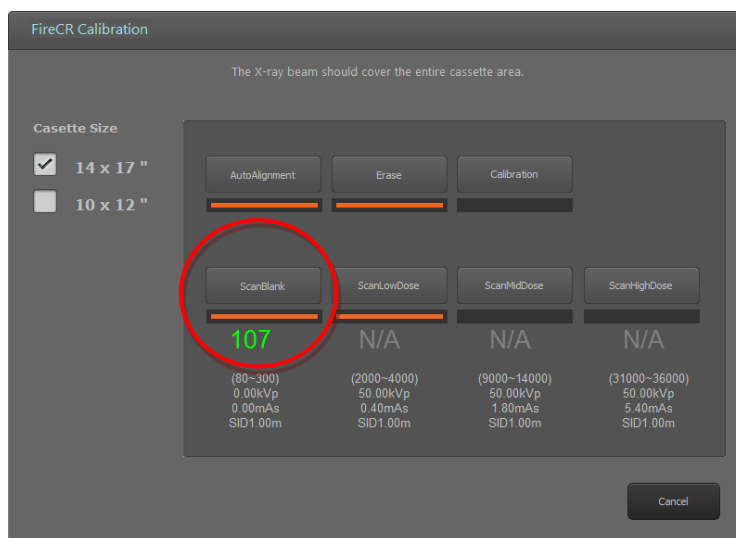 FireCR Calibration
The X-ray beam should cover the entire cassette area.
Casette Size
14 x 17 "
10 x 12 "
AutoAlignment
Erase
Calibration
ScanBlank
ScanLowDose
ScanMidDose
ScanHighDose
107
N/A
N/A
N/A
(80~300)
0.00kVp
0.00mAs
SID1.00m
(2000~4000)
50.00kVp
0.40mAs
SID1.00m
(9000~14000)
50.00kVp
1.80mAs
SID1.00m
(31000~36000)
50.00kVp
5.40mAs
SID1.00m
Cancel